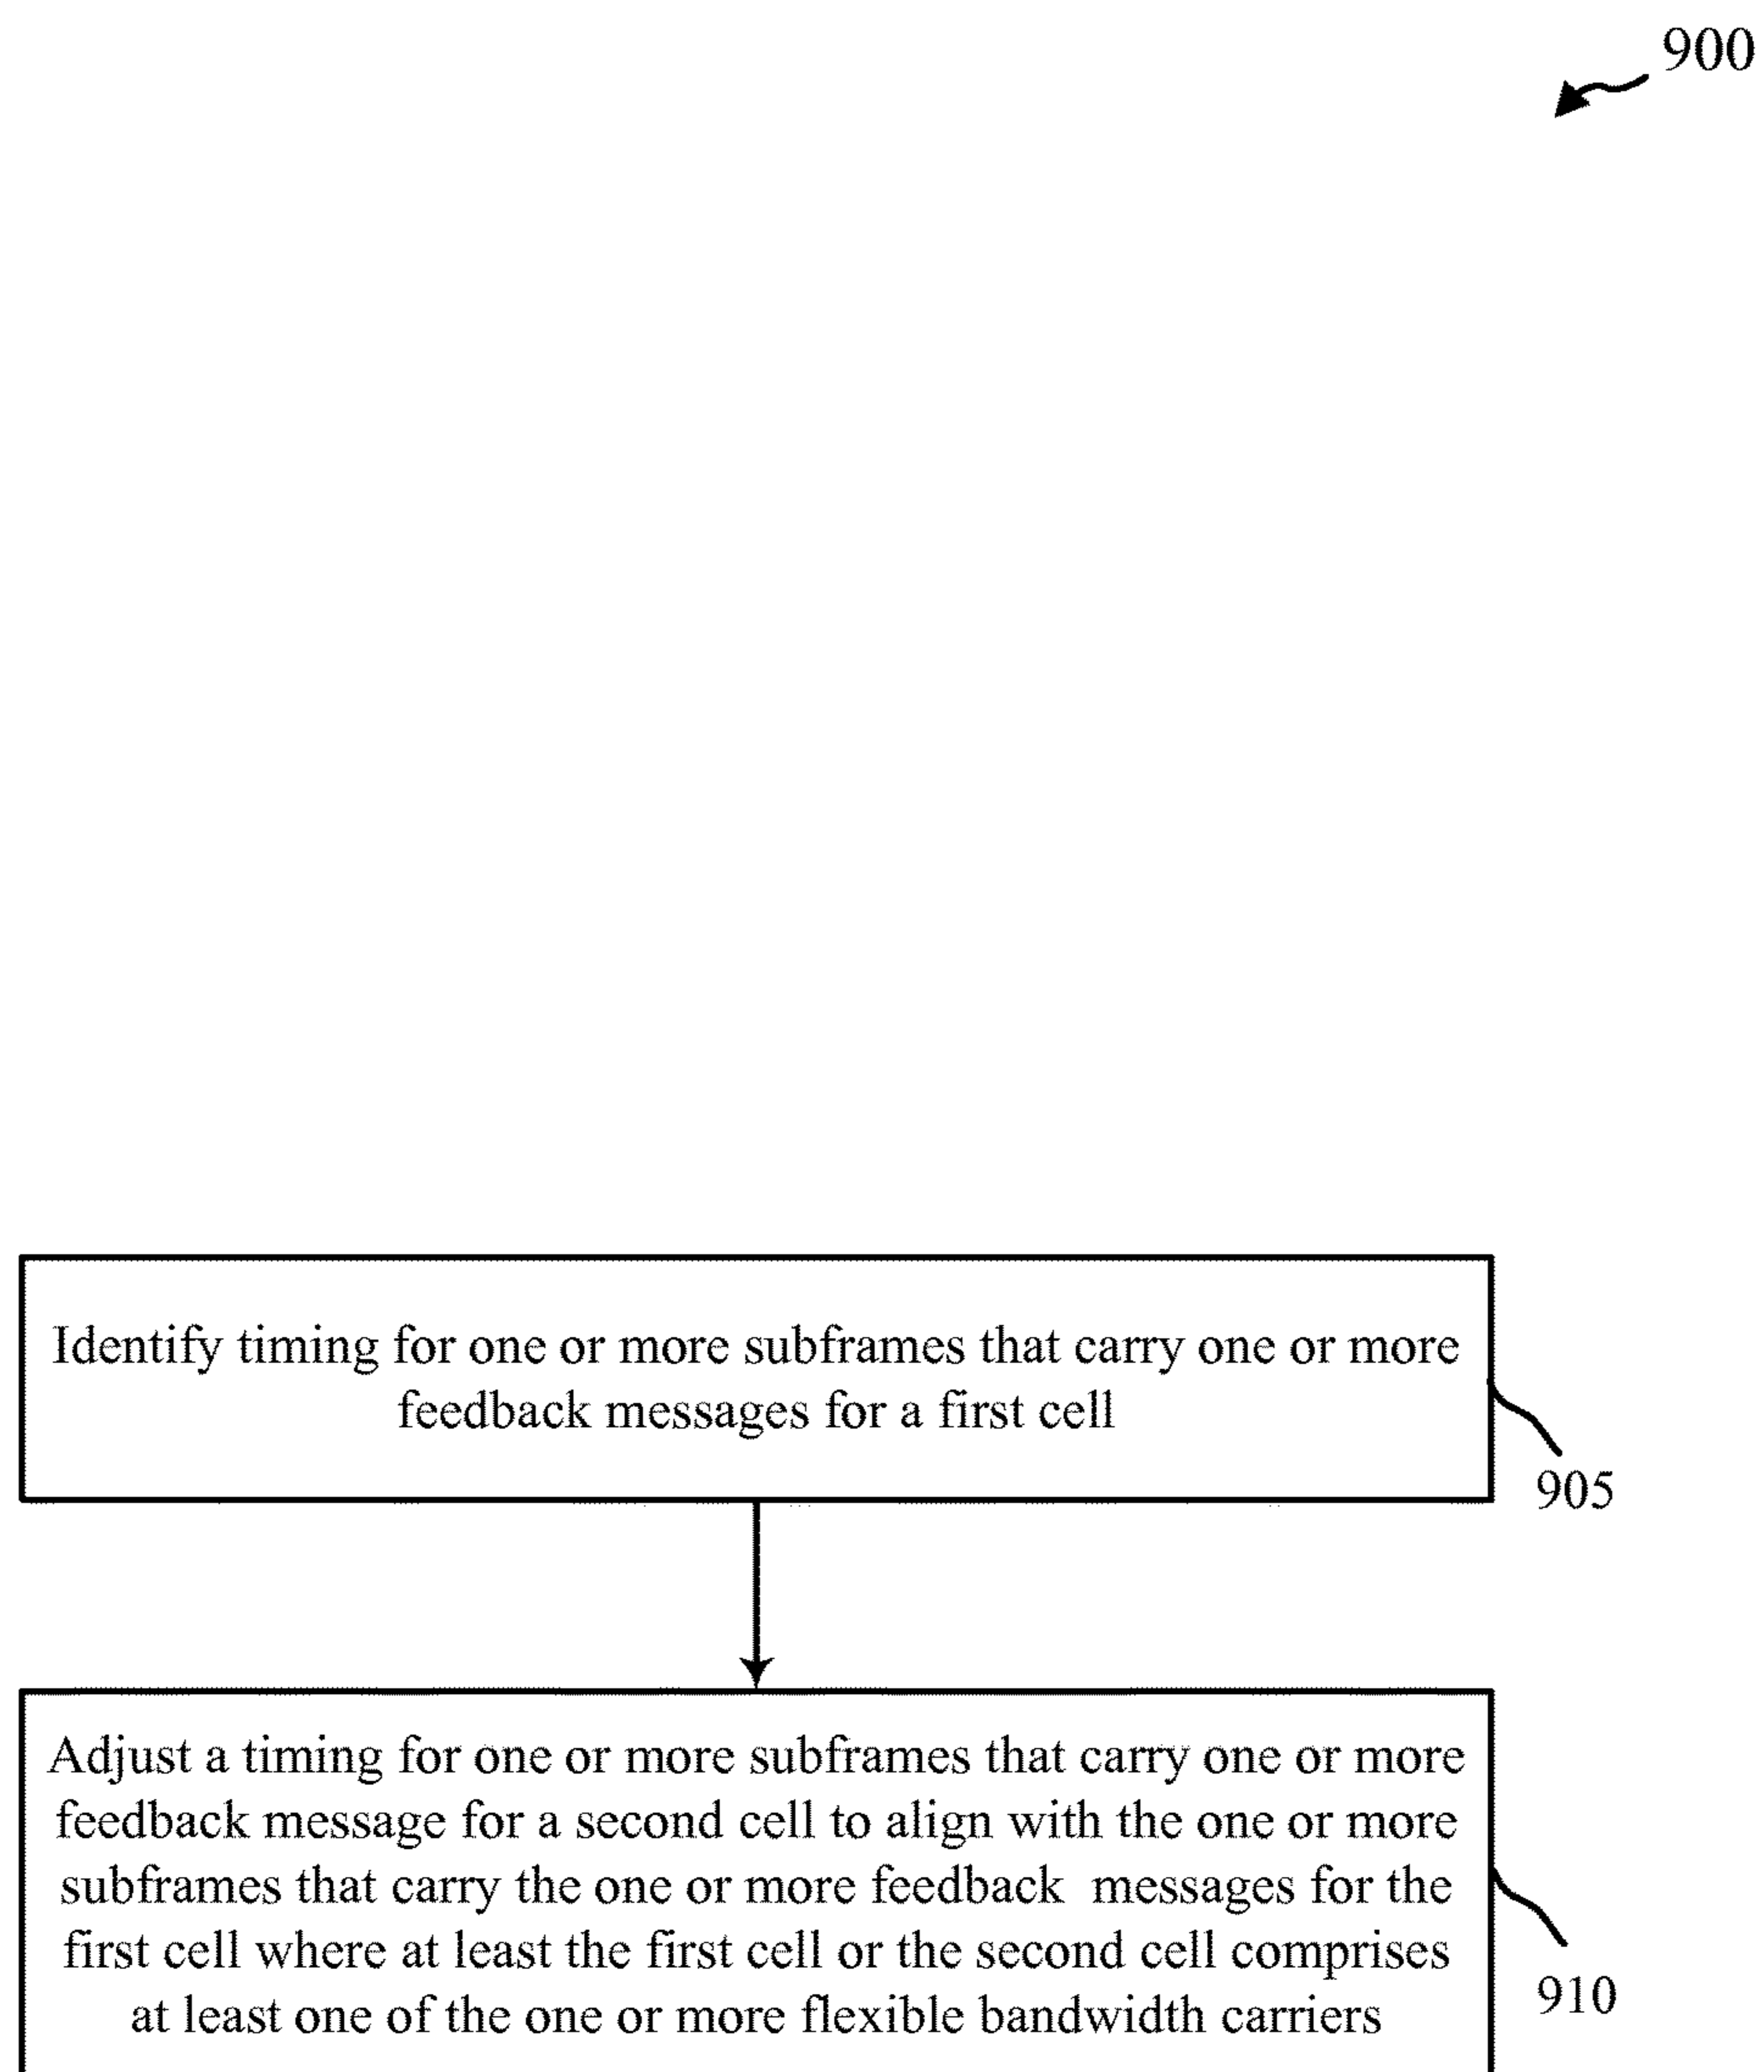 900
Identify timing for one or more subframes that carry one or more
feedback messages for a first cell
905
Adjust a timing for one or more subframes that carry one or more
feedback message for a second cell to align with the one or more
subframes that carry the one or more feedback  messages for the
first cell where at least the first cell or the second cell comprises
at least one of the one or more flexible bandwidth carriers
910